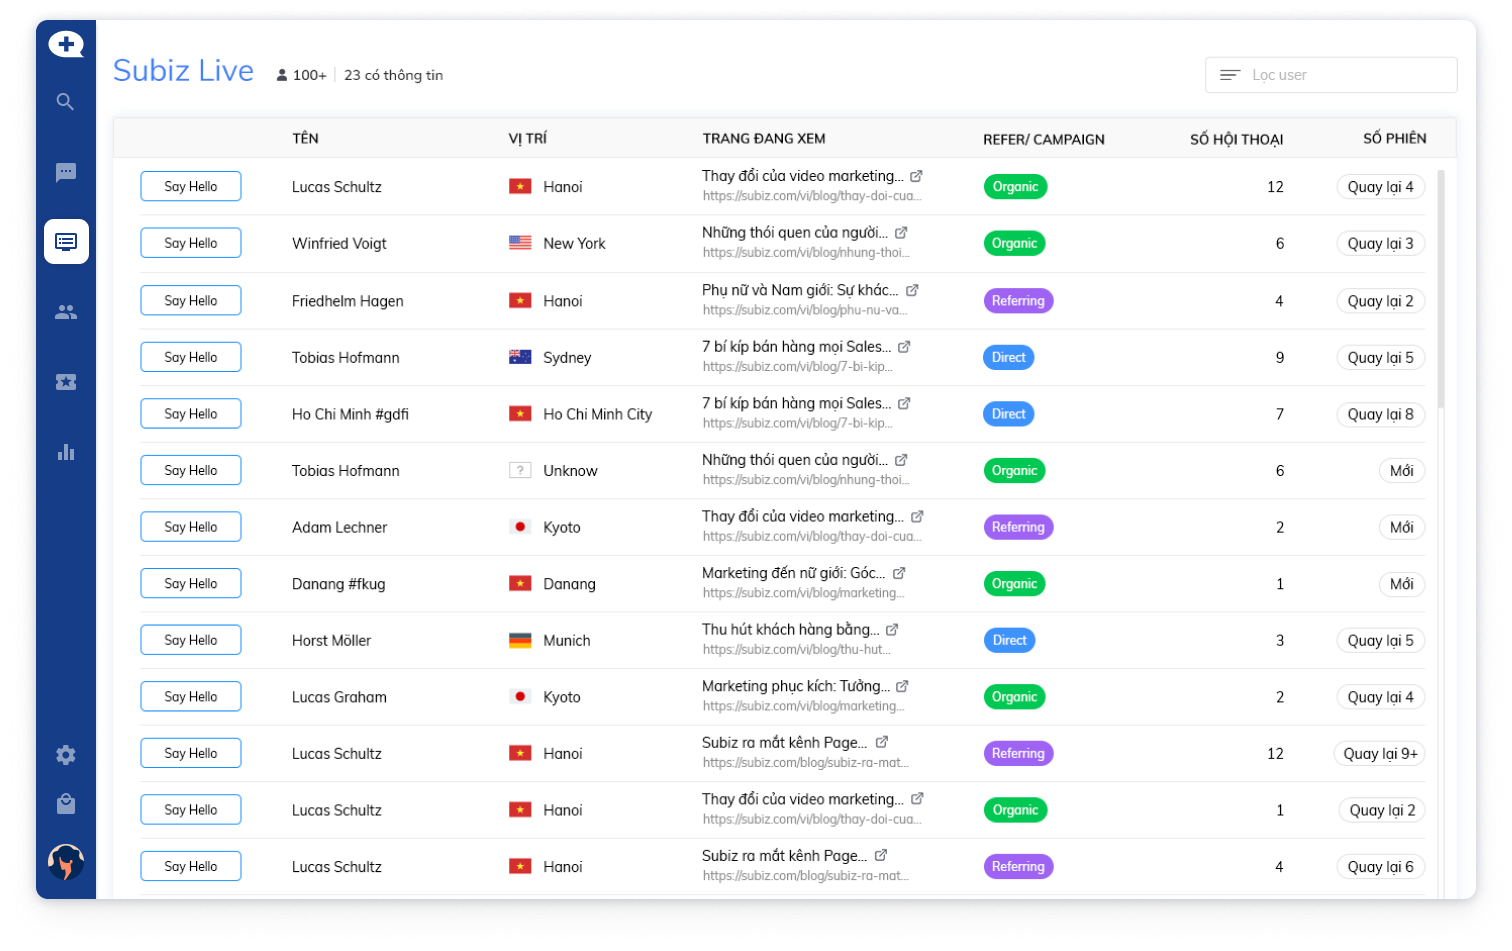 Subiz Live 100+ 23 có thông tin Lọc user
TÊN VỊ TRÍ TRANG ĐANG XEM REFER/ CAMPAIGN SỐ HỘI THOẠI SỐ PHIÊN
Say Hello Lucas Schultz Hanoi Thay đổi của video marketing... Organic 12 Quay lại 4
https://subiz.com/vi/blog/thay-doi-cua...
Say Hello Winfried Voigt New York Những thói quen của người... Organic 6 Quay lại 3
https://subiz.com/vi/blog/nhung-thoi...
Say Hello Friedhelm Hagen Hanoi Phụ nữ và Nam giới: Sự khác... Referring 4 Quay lại 2
https://subiz.com/vi/blog/phu-nu-va...
Say Hello Tobias Hofmann Sydney 7 bí kíp bán hàng mọi Sales... Direct 9 Quay lại 5
https://subiz.com/vi/blog/7-bi-kip...
Say Hello Ho Chi Minh #gdfi Ho Chi Minh City 7 bí kíp bán hàng mọi Sales... Direct 7 Quay lại 8
https://subiz.com/vi/blog/7-bi-kip...
Say Hello Tobias Hofmann ? Unknow Những thói quen của người... Organic 6 Mới
https://subiz.com/vi/blog/nhung-thoi...
Say Hello Adam Lechner Kyoto Thay đổi của video marketing... Referring 2 Mới
https://subiz.com/vi/blog/thay-doi-cua...
Say Hello Danang #fkug Danang Marketing đến nữ giới: Góc... Organic 1 Mới
https://subiz.com/vi/blog/marketing...
Say Hello Horst Möller Munich Thu hút khách hàng bằng... Direct 3 Quay lại 5
https://subiz.com/vi/blog/thu-hut...
Say Hello Lucas Graham Kyoto Marketing phục kích: Tưởng... Organic 2 Quay lại 4
https://subiz.com/vi/blog/marketing...
Say Hello Lucas Schultz Hanoi Subiz ra mắt kênh Page... Referring 12 Quay lại 9+
https://subiz.com/blog/subiz-ra-mat...
Say Hello Lucas Schultz Hanoi Thay đổi của video marketing... Organic 1 Quay lại 2
https://subiz.com/vi/blog/thay-doi-cua...
Say Hello Lucas Schultz Hanoi Subiz ra mắt kênh Page... Referring 4 Quay lại 6
https://subiz.com/blog/subiz-ra-mat...